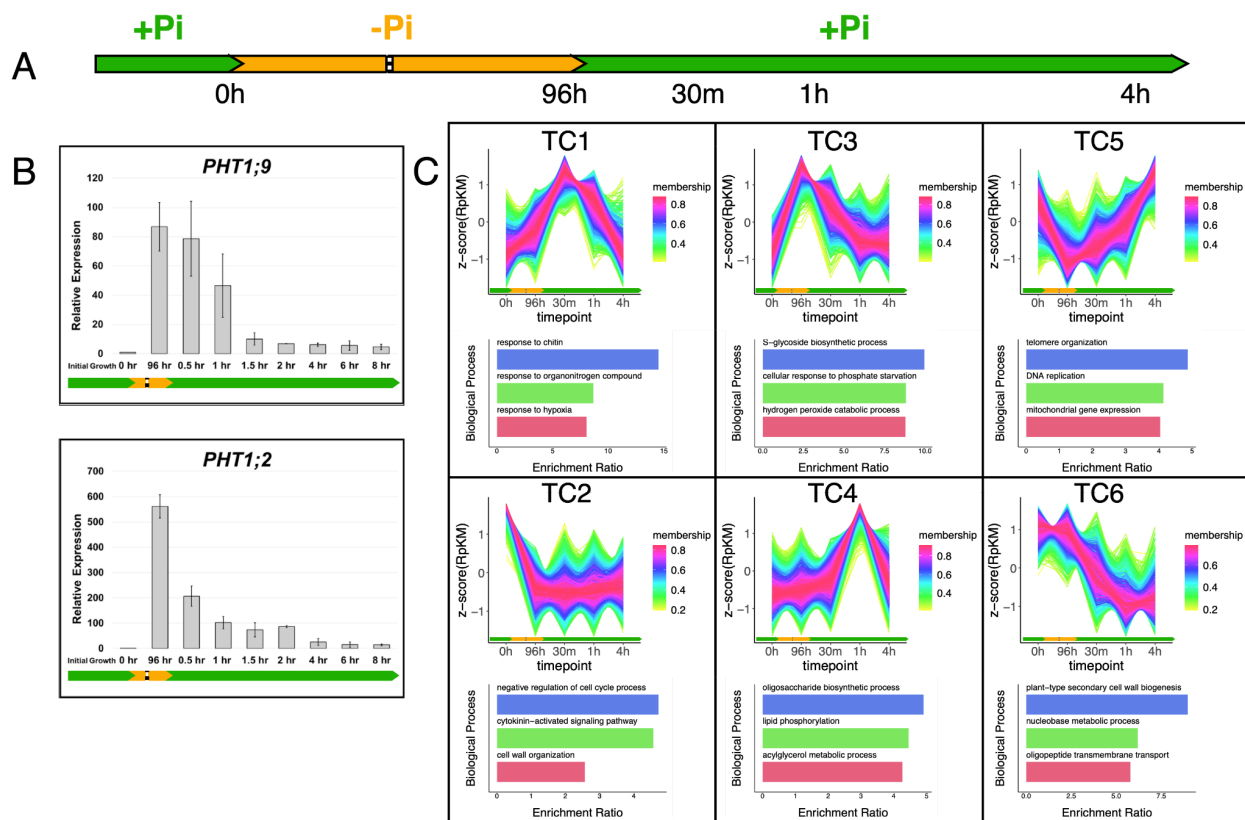 +Pi -Pi +Pi
A
0h 96h 30m 1h 4h
B
PHT1;9
Relative Expression
120
100
80
60
40
20
0
Initial Growth 0 hr 96 hr 0.5 hr 1 hr 1.5 hr 2 hr 4 hr 6 hr 8 hr
PHT1;2
Relative Expression
700
600
500
400
300
200
100
0
Initial Growth 0 hr 96 hr 0.5 hr 1 hr 1.5 hr 2 hr 4 hr 6 hr 8 hr
C
TC1
z-score(RpKM)
1
0
-1
membership
0.8
0.6
0.4
0h 96h 30m 1h 4h
timepoint
Biological Process
response to chitin
response to organonitrogen compound
response to hypoxia
0 5 10 15
Enrichment Ratio
TC3
z-score(RpKM)
1
0
-1
membership
0.8
0.6
0.4
0h 96h 30m 1h 4h
timepoint
Biological Process
S-glycoside biosynthetic process
cellular response to phosphate starvation
hydrogen peroxide catabolic process
0.0 2.5 5.0 7.5 10.0
Enrichment Ratio
TC5
z-score(RpKM)
1
0
-1
membership
0.8
0.6
0.4
0h 96h 30m 1h 4h
timepoint
Biological Process
telomere organization
DNA replication
mitochondrial gene expression
0 1 2 3 4 5
Enrichment Ratio
TC2
z-score(RpKM)
1
0
-1
membership
0.8
0.6
0.4
0h 96h 30m 1h 4h
timepoint
Biological Process
negative regulation of cell cycle process
cytokinin-activated signaling pathway
cell wall organization
0 1 2 3 4
Enrichment Ratio
TC4
z-score(RpKM)
1
0
-1
membership
0.8
0.6
0.4
0.2
0h 96h 30m 1h 4h
timepoint
Biological Process
oligosaccharide biosynthetic process
lipid phosphorylation
acylglycerol metabolic process
0 1 2 3 4 5
Enrichment Ratio
TC6
z-score(RpKM)
1
0
-1
membership
0.8
0.6
0.4
0.2
0h 96h 30m 1h 4h
timepoint
Biological Process
plant-type secondary cell wall biogenesis
nucleobase metabolic process
oligopeptide transmembrane transport
0.0 2.5 5.0 7.5
Enrichment Ratio